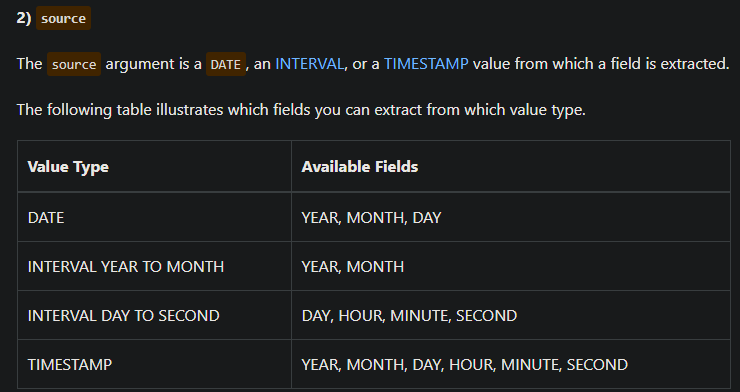 2) source
The source argument is a DATE, an INTERVAL, or a TIMESTAMP value from which a field is extracted.
The following table illustrates which fields you can extract from which value type.
Value Type Available Fields
DATE YEAR, MONTH, DAY
INTERVAL YEAR TO MONTH YEAR, MONTH
INTERVAL DAY TO SECOND DAY, HOUR, MINUTE, SECOND
TIMESTAMP YEAR, MONTH, DAY, HOUR, MINUTE, SECOND